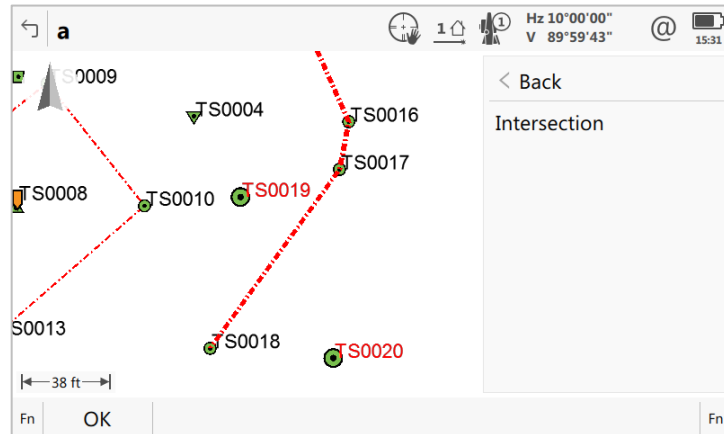 a
1
1
Hz 10°00'00"
V 89°59'43"
@
15:31
TS0009
TS0004
TS0016
TS0017
TS0008
TS0010
TS0019
S0013
TS0018
TS0020
38 ft
< Back
Intersection
Fn
OK
Fn